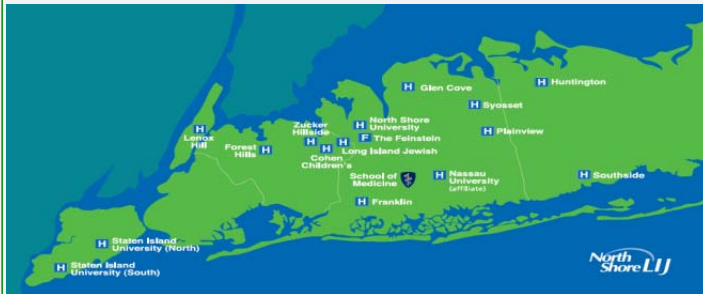 H Glen Cove
H Huntington
H Syosset
H Lenox
Hill
Forest
Hills H
Zucker
Hillside H
H
Cohen
Children's
H
Long Island Jewish
H North Shore
University
F The Feinstein
H Plainview
School of
Medicine
H Nassau
University
(affiliate)
H Southside
H Franklin
H Staten Island
University (North)
H Staten Island
University (South)
North
Shore LIJ